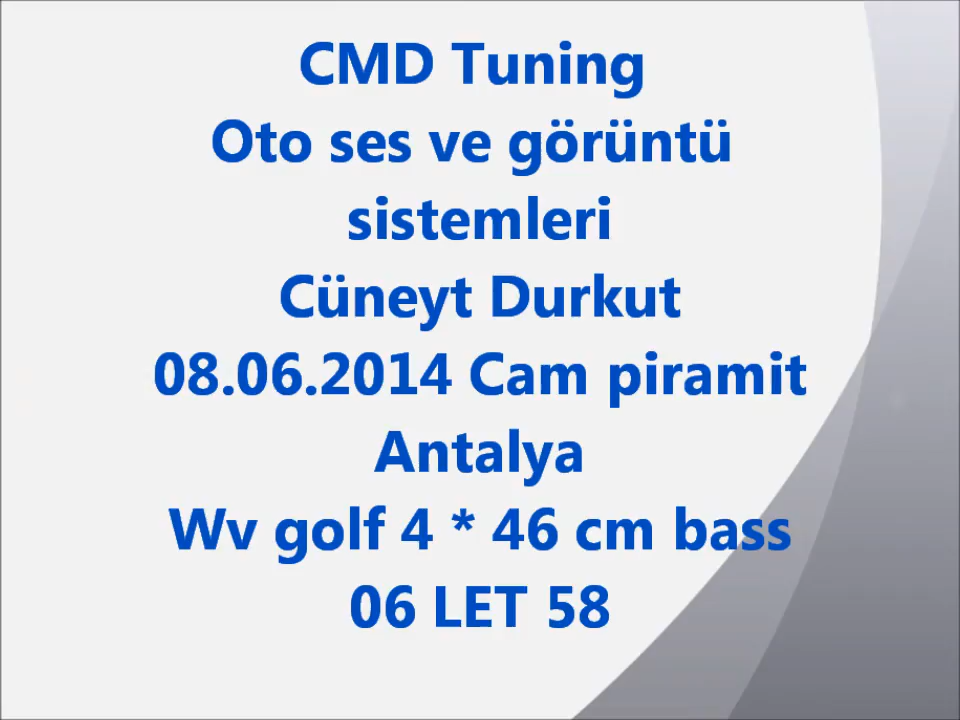 CMD Tuning
Oto ses ve görüntü
sistemleri
Cüneyt Durkut
08.06.2014 Cam piramit
Antalya
Wv golf 4 * 46 cm bass
06 LET 58